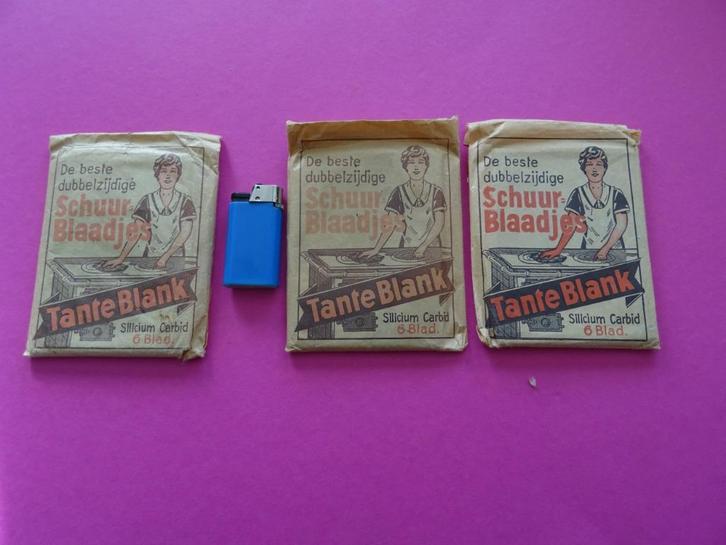 De beste
dubbelzijdige
Schuur=
Blaadjes
Tante Blank
Silicium Carbid
6 Blad.
De beste
dubbelzijdige
Schuur=
Blaadjes
Tante Blank
Silicium Carbid
6 Blad.
De beste
dubbelzijdige
Schuur=
Blaadjes
Tante Blank
Silicium Carbid
6 Blad.